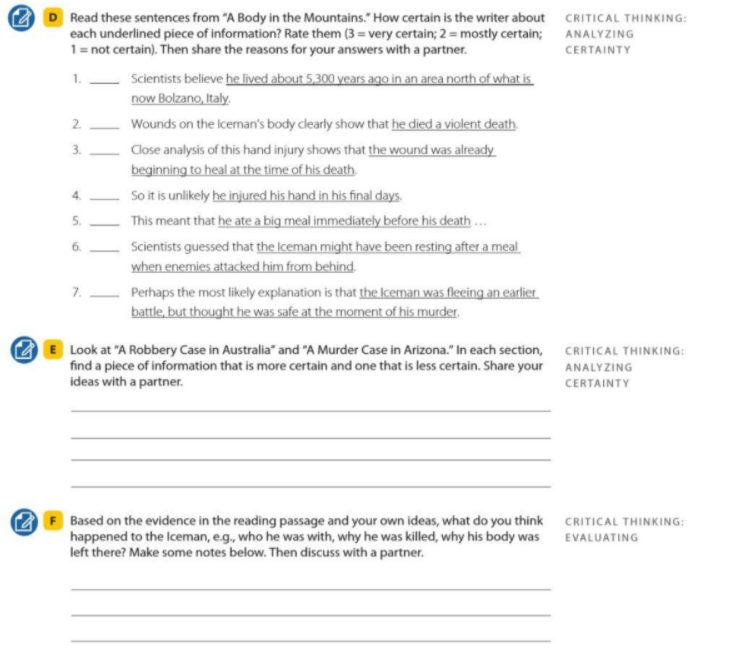 D Read these sentences from "A Body in the Mountains." How certain is the writer about
each underlined piece of information? Rate them (3 = very certain; 2 = mostly certain;
1 = not certain). Then share the reasons for your answers with a partner.
CRITICAL THINKING:
ANALYZING
CERTAINTY
1. ____ Scientists believe he lived about 5,300 years ago in an area north of what is
now Bolzano, Italy.
2. ____ Wounds on the Iceman's body clearly show that he died a violent death.
3. ____ Close analysis of this hand injury shows that the wound was already
beginning to heal at the time of his death.
4. ____ So it is unlikely he injured his hand in his final days.
5. ____ This meant that he ate a big meal immediately before his death …
6. ____ Scientists guessed that the Iceman might have been resting after a meal
when enemies attacked him from behind.
7. ____ Perhaps the most likely explanation is that the Iceman was fleeing an earlier
battle, but thought he was safe at the moment of his murder.
E Look at "A Robbery Case in Australia" and "A Murder Case in Arizona." In each section,
find a piece of information that is more certain and one that is less certain. Share your
ideas with a partner.
CRITICAL THINKING:
ANALYZING
CERTAINTY
F Based on the evidence in the reading passage and your own ideas, what do you think
happened to the Iceman, e.g., who he was with, why he was killed, why his body was
left there? Make some notes below. Then discuss with a partner.
CRITICAL THINKING:
EVALUATING